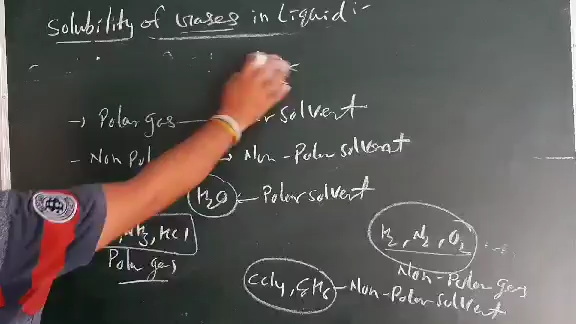 Solubility of Gases in Liquid :-
→ Polar gas — Solvent
- Non Pol → Non-Polar solvent
H2O ← Polar solvent
NH3, HCl
Polar gas
H2, N2, O2
Non-Polar gas
CCl4, C6H6 - Non-Polar solvent